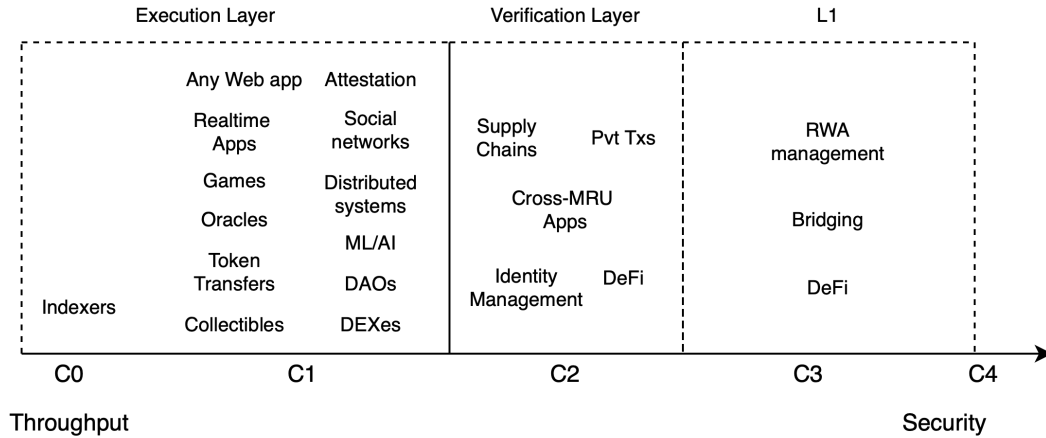 Execution Layer
Verification Layer
L1
Any Web app
Attestation
Realtime
Apps
Social
networks
Games
Distributed
systems
Oracles
ML/AI
Token
Transfers
DAOs
Indexers
Collectibles
DEXes
Supply
Chains
Pvt Txs
Cross-MRU
Apps
Identity
Management
DeFi
RWA
management
Bridging
DeFi
C0
C1
C2
C3
C4
Throughput
Security